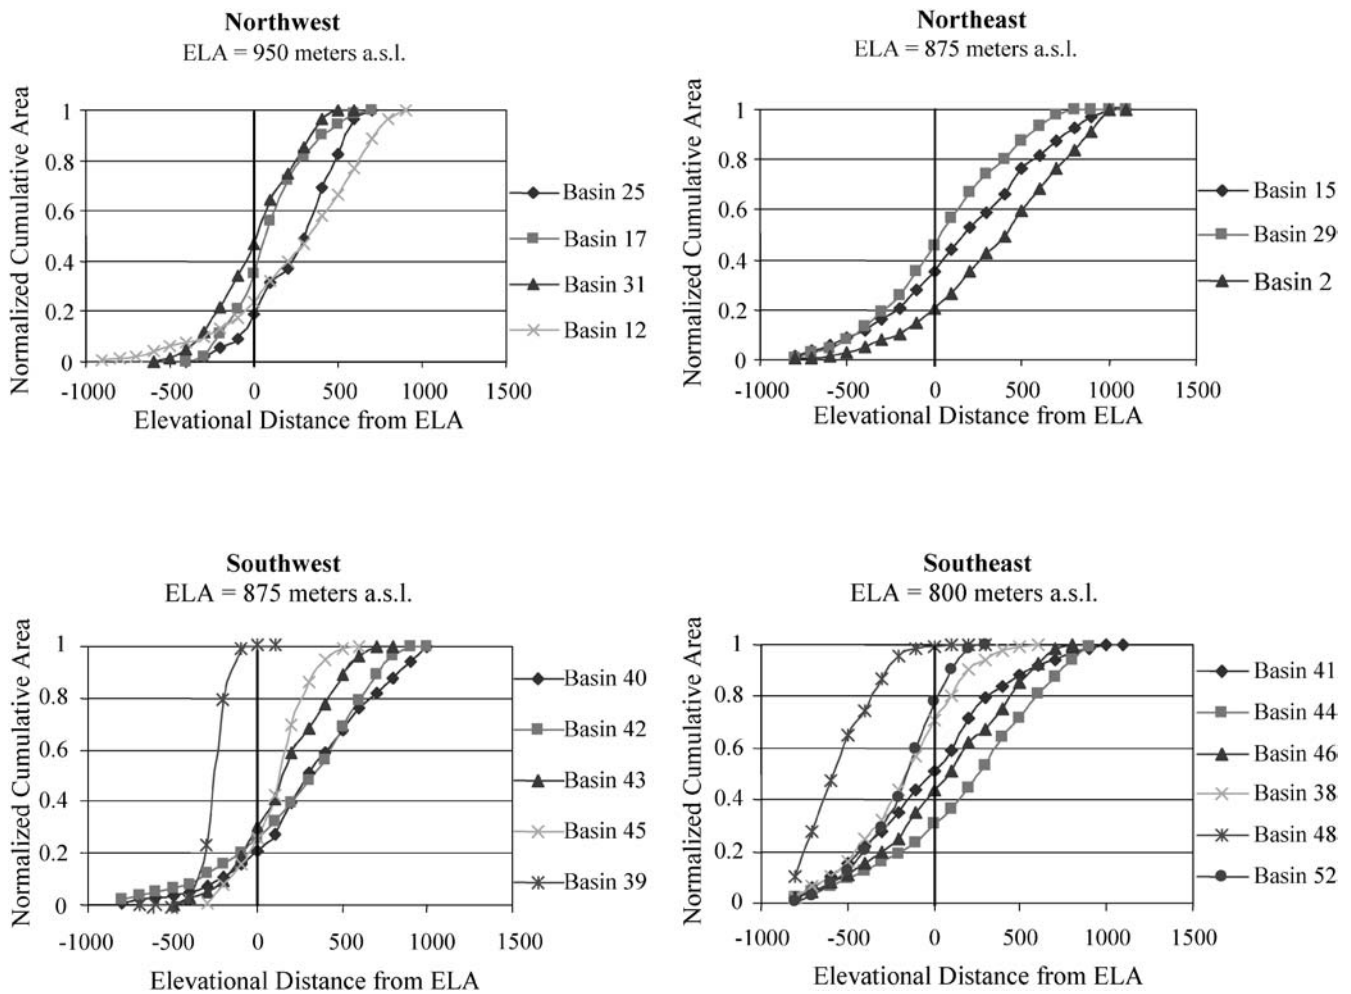 Northwest
ELA = 950 meters a.s.l.
Normalized Cumulative Area
1
0.8
0.6
0.4
0.2
0
-1000
-500
0
500
1000
1500
Elevational Distance from ELA
Basin 25
Basin 17
Basin 31
Basin 12
Northeast
ELA = 875 meters a.s.l.
Normalized Cumulative Area
1
0.8
0.6
0.4
0.2
0
-1000
-500
0
500
1000
1500
Elevational Distance from ELA
Basin 15
Basin 29
Basin 2
Southwest
ELA = 875 meters a.s.l.
Normalized Cumulative Area
1
0.8
0.6
0.4
0.2
0
-1000
-500
0
500
1000
1500
Elevational Distance from ELA
Basin 40
Basin 42
Basin 43
Basin 45
Basin 39
Southeast
ELA = 800 meters a.s.l.
Normalized Cumulative Area
1
0.8
0.6
0.4
0.2
0
-1000
-500
0
500
1000
1500
Elevational Distance from ELA
Basin 41
Basin 44
Basin 46
Basin 38
Basin 48
Basin 52